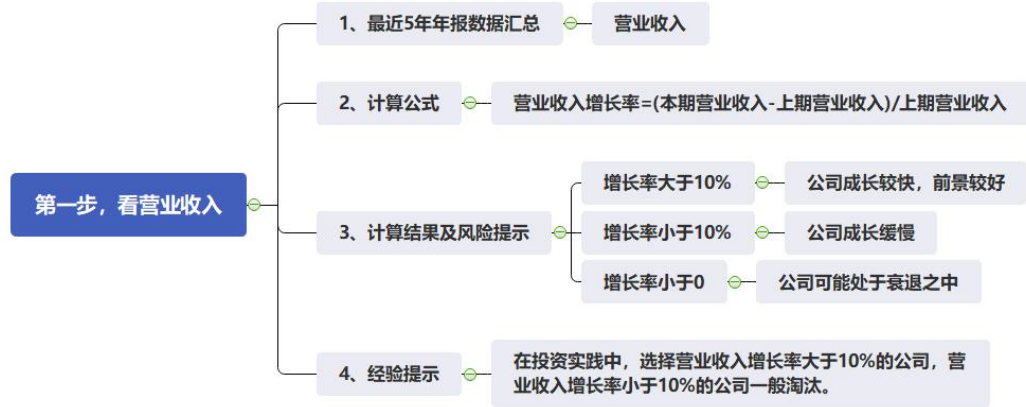 第一步，看营业收入
1、最近5年年报数据汇总
营业收入
2、计算公式
营业收入增长率=(本期营业收入-上期营业收入)/上期营业收入
3、计算结果及风险提示
增长率大于10%
公司成长较快，前景较好
增长率小于10%
公司成长缓慢
增长率小于0
公司可能处于衰退之中
4、经验提示
在投资实践中，选择营业收入增长率大于10%的公司，营
业收入增长率小于10%的公司一般淘汰。